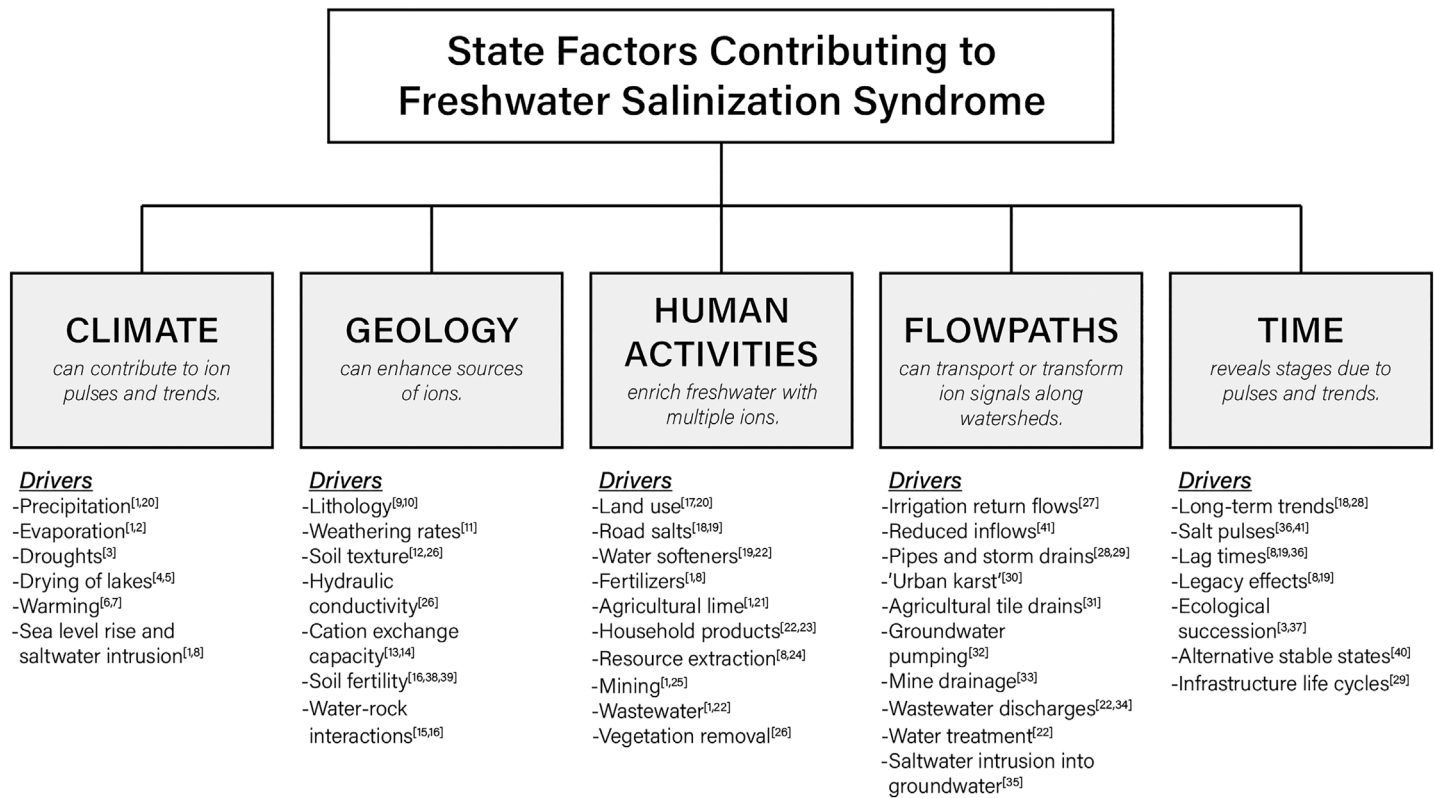 State Factors Contributing to
Freshwater Salinization Syndrome
CLIMATE
can contribute to ion
pulses and trends.
Drivers
-Precipitation[1,20]
-Evaporation[1,2]
-Droughts[3]
-Drying of lakes[4,5]
-Warming[6,7]
-Sea level rise and
saltwater intrusion[1,8]
GEOLOGY
can enhance sources
of ions.
Drivers
-Lithology[9,10]
-Weathering rates[11]
-Soil texture[12,26]
-Hydraulic
conductivity[26]
-Cation exchange
capacity[13,14]
-Soil fertility[16,38,39]
-Water-rock
interactions[15,16]
HUMAN
ACTIVITIES
enrich freshwater with
multiple ions.
Drivers
-Land use[17,20]
-Road salts[18,19]
-Water softeners[19,22]
-Fertilizers[1,8]
-Agricultural lime[1,21]
-Household products[22,23]
-Resource extraction[8,24]
-Mining[1,25]
-Wastewater[1,22]
-Vegetation removal[26]
FLOWPATHS
can transport or transform
ion signals along
watersheds.
Drivers
-Irrigation return flows[27]
-Reduced inflows[41]
-Pipes and storm drains[28,29]
-'Urban karst'[30]
-Agricultural tile drains[31]
-Groundwater
pumping[32]
-Mine drainage[33]
-Wastewater discharges[22,34]
-Water treatment[22]
-Saltwater intrusion into
groundwater[35]
TIME
reveals stages due to
pulses and trends.
Drivers
-Long-term trends[18,28]
-Salt pulses[36,41]
-Lag times[8,19,36]
-Legacy effects[8,19]
-Ecological
succession[3,37]
-Alternative stable states[40]
-Infrastructure life cycles[29]